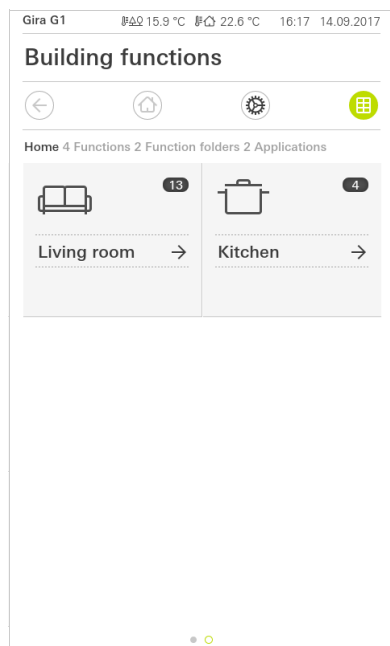 Gira G1 15.9 °C 22.6 °C 16:17 14.09.2017
Building functions
Home 4 Functions 2 Function folders 2 Applications
13 4
Living room Kitchen